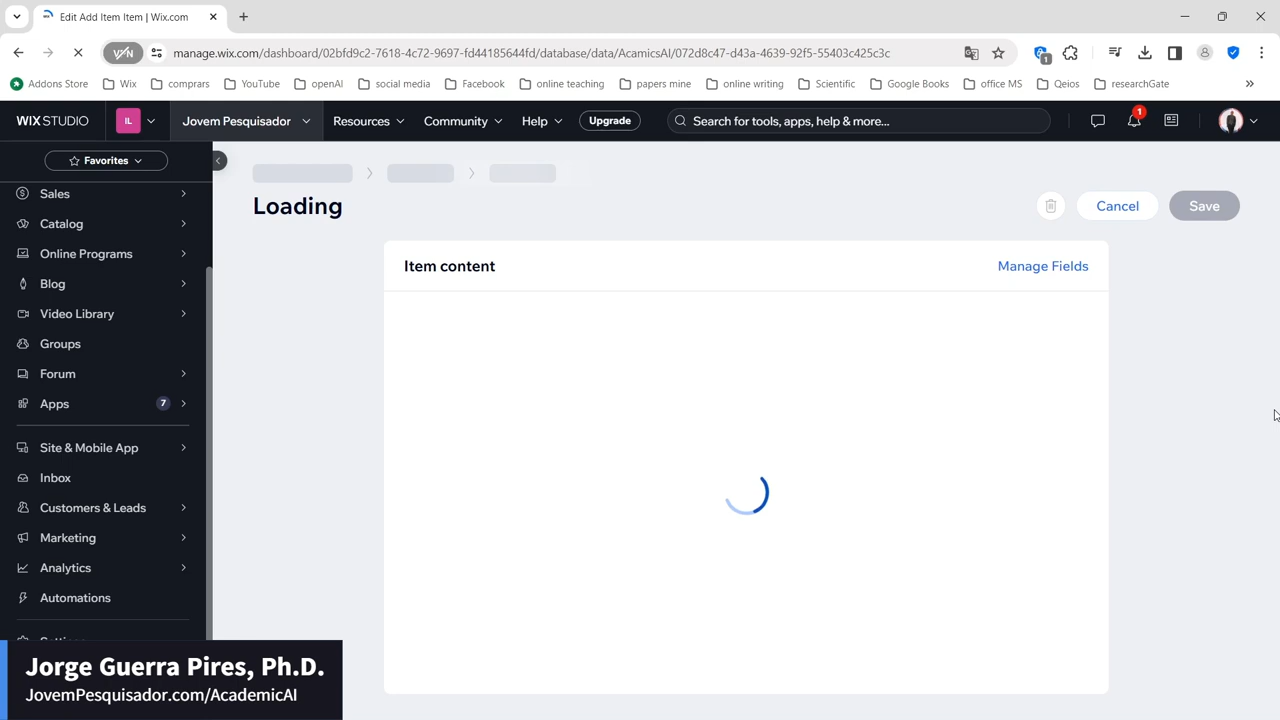 Edit Add Item Item | Wix.com
manage.wix.com/dashboard/02bfd9c2-7618-4c72-9697-fd44185644fd/database/data/AcamicsAI/072d8c47-d43a-4639-92f5-55403c425c3c
1
Addons Store
Wix
comprars
YouTube
openAI
social media
Facebook
online teaching
papers mine
online writing
Scientific
Google Books
office MS
Qeios
researchGate
»
WIX STUDIO
IL
Jovem Pesquisador
Resources
Community
Help
Upgrade
Search for tools, apps, help & more...
1
Favorites
Sales
Catalog
Online Programs
Blog
Video Library
Groups
Forum
Apps
7
Site & Mobile App
Inbox
Customers & Leads
Marketing
Analytics
Automations
Loading
Cancel
Save
Item content
Manage Fields
Jorge Guerra Pires, Ph.D.
JovemPesquisador.com/AcademicAI